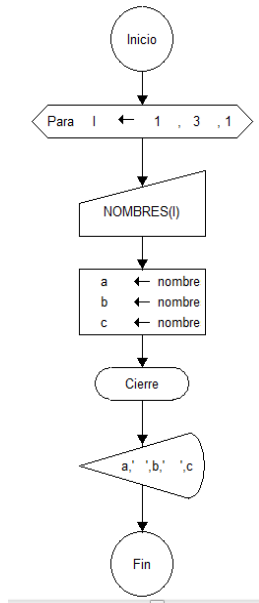 Inicio
Para I ← 1 , 3 , 1
NOMBRES(I)
a ← nombre
b ← nombre
c ← nombre
Cierre
a,' ',b,' ',c
Fin